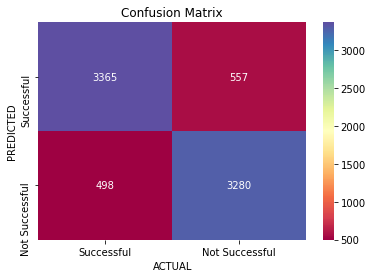 Confusion Matrix
PREDICTED
Successful
Not Successful
3365
557
498
3280
Successful
Not Successful
ACTUAL
3000
2500
2000
1500
1000
500